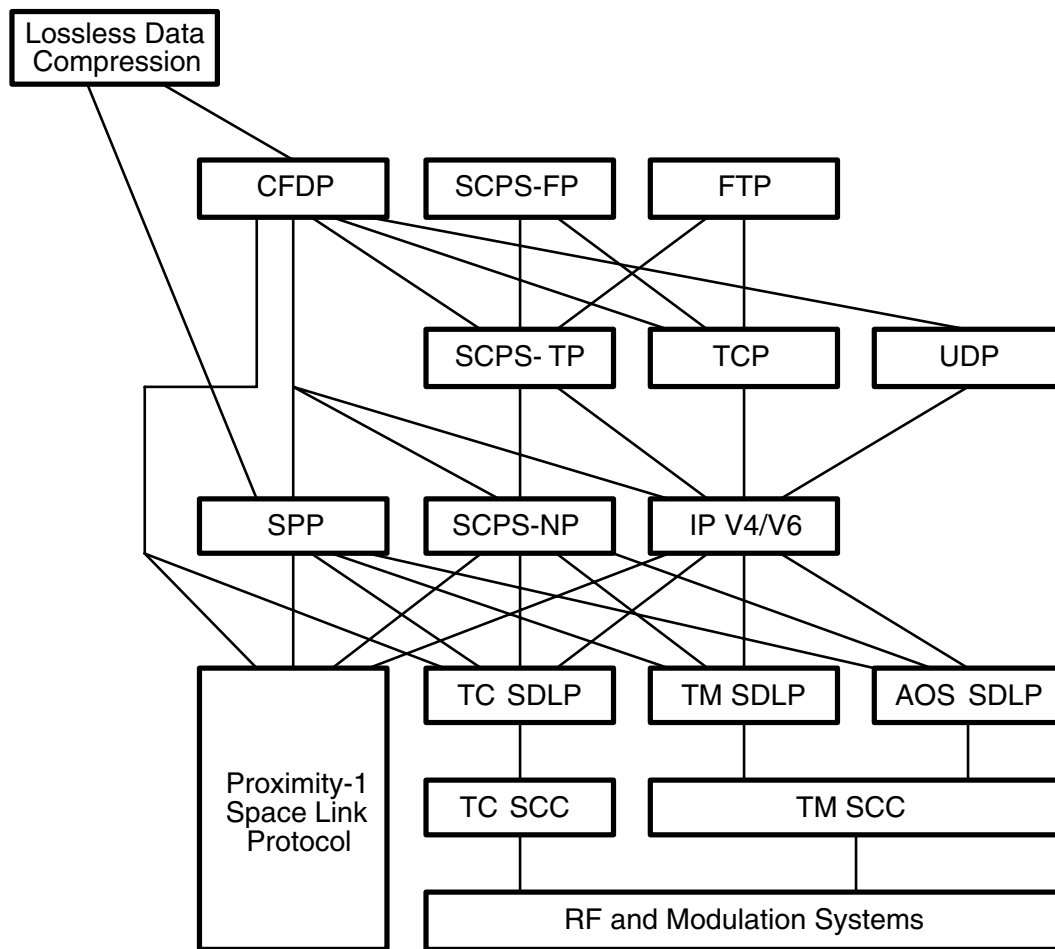 Lossless Data
Compression
CFDP
SCPS-FP
FTP
SCPS- TP
TCP
UDP
SPP
SCPS-NP
IP V4/V6
TC SDLP
TM SDLP
AOS SDLP
Proximity-1
Space Link
Protocol
TC SCC
TM SCC
RF and Modulation Systems